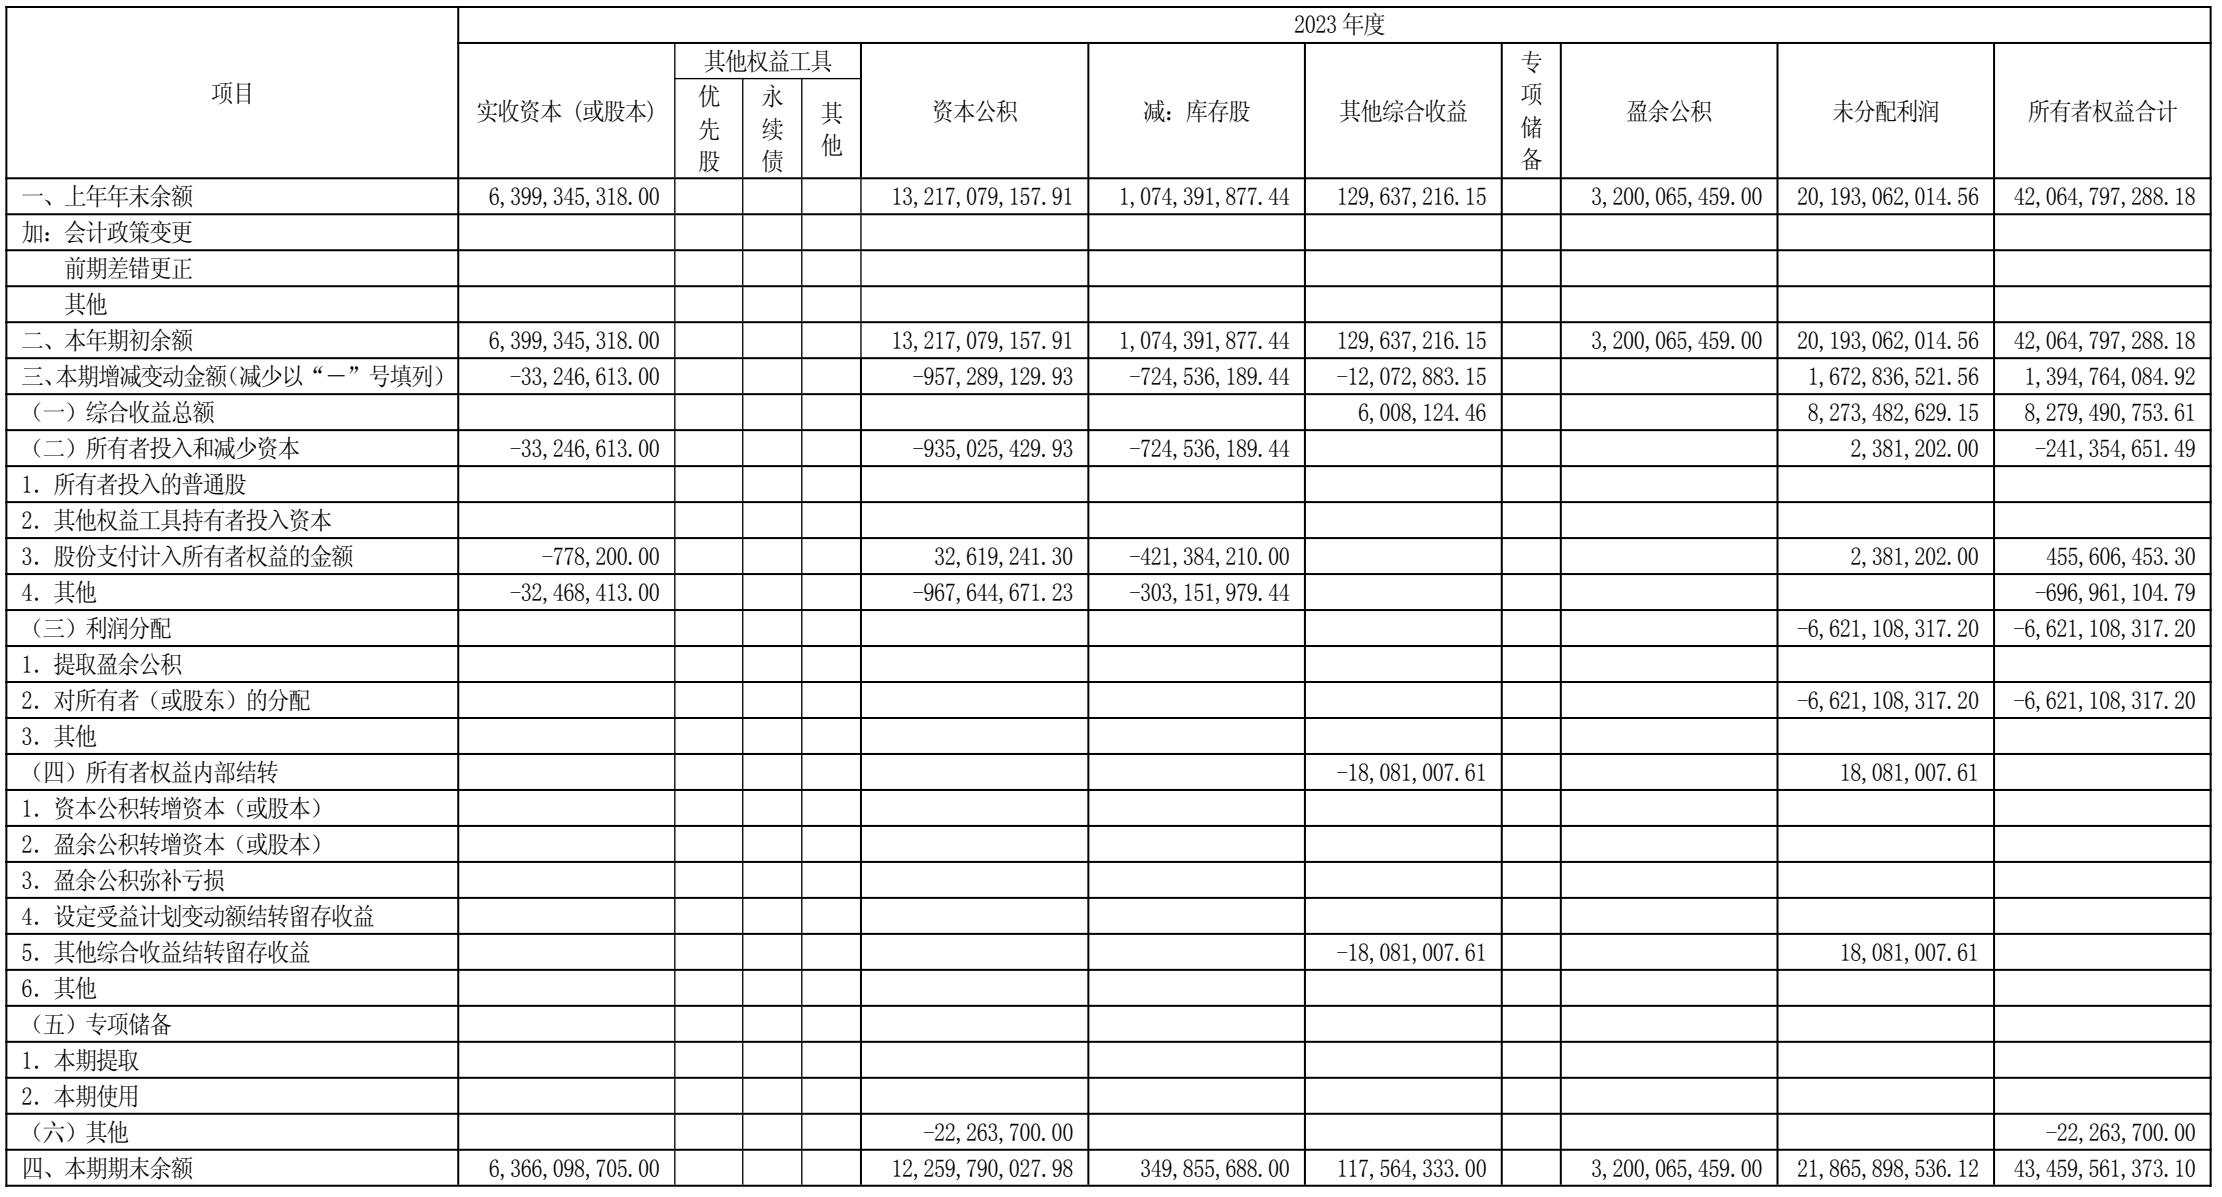 2023 年度
项目
实收资本（或股本）
其他权益工具
优先股
永续债
其他
资本公积
减：库存股
其他综合收益
专项储备
盈余公积
未分配利润
所有者权益合计
一、上年年末余额 6,399,345,318.00 13,217,079,157.91 1,074,391,877.44 129,637,216.15 3,200,065,459.00 20,193,062,014.56 42,064,797,288.18
加：会计政策变更
前期差错更正
其他
二、本年期初余额 6,399,345,318.00 13,217,079,157.91 1,074,391,877.44 129,637,216.15 3,200,065,459.00 20,193,062,014.56 42,064,797,288.18
三、本期增减变动金额（减少以“－”号填列） -33,246,613.00 -957,289,129.93 -724,536,189.44 -12,072,883.15 1,672,836,521.56 1,394,764,084.92
（一）综合收益总额 6,008,124.46 8,273,482,629.15 8,279,490,753.61
（二）所有者投入和减少资本 -33,246,613.00 -935,025,429.93 -724,536,189.44 2,381,202.00 -241,354,651.49
1．所有者投入的普通股
2．其他权益工具持有者投入资本
3．股份支付计入所有者权益的金额 -778,200.00 32,619,241.30 -421,384,210.00 2,381,202.00 455,606,453.30
4．其他 -32,468,413.00 -967,644,671.23 -303,151,979.44 -696,961,104.79
（三）利润分配 -6,621,108,317.20 -6,621,108,317.20
1．提取盈余公积
2．对所有者（或股东）的分配 -6,621,108,317.20 -6,621,108,317.20
3．其他
（四）所有者权益内部结转 -18,081,007.61 18,081,007.61
1．资本公积转增资本（或股本）
2．盈余公积转增资本（或股本）
3．盈余公积弥补亏损
4．设定受益计划变动额结转留存收益
5．其他综合收益结转留存收益 -18,081,007.61 18,081,007.61
6．其他
（五）专项储备
1．本期提取
2．本期使用
（六）其他 -22,263,700.00 -22,263,700.00
四、本期期末余额 6,366,098,705.00 12,259,790,027.98 349,855,688.00 117,564,333.00 3,200,065,459.00 21,865,898,536.12 43,459,561,373.10